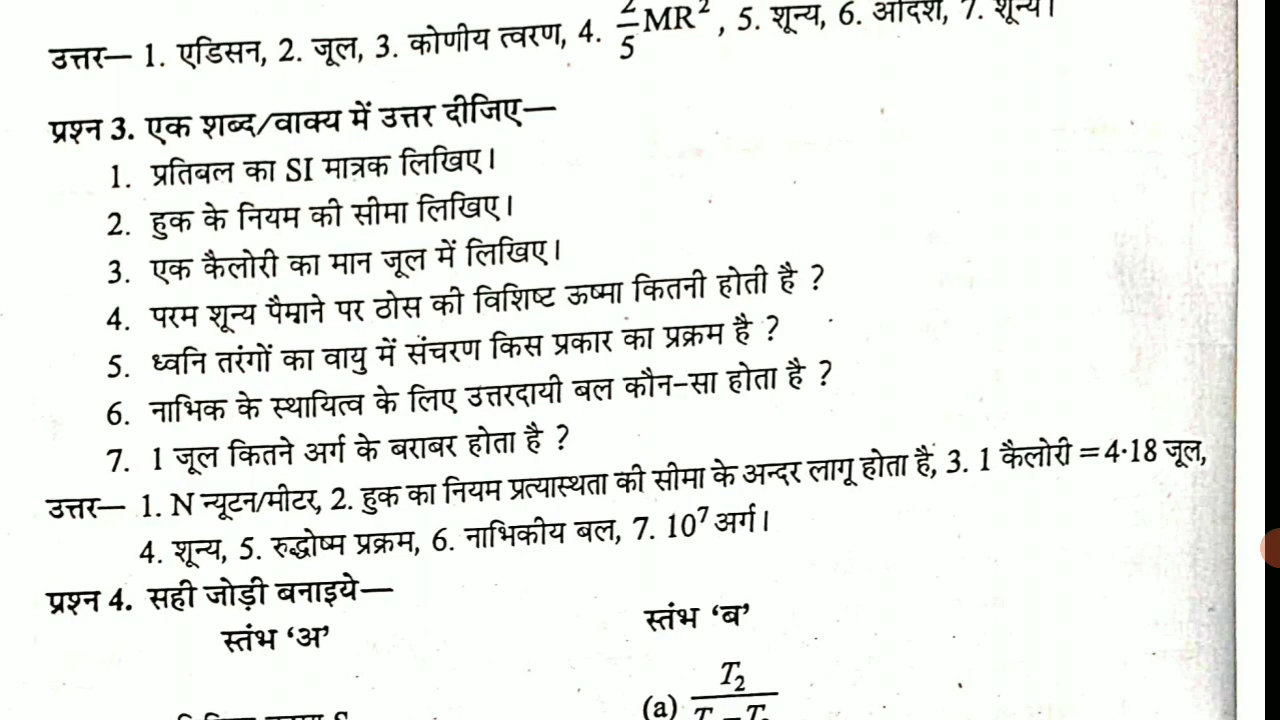 उत्तर— 1. एडिसन, 2. जूल, 3. कोणीय त्वरण, 4. 2/5 MR², 5. शून्य, 6. आदिश, 7. शून्य।
प्रश्न 3. एक शब्द/वाक्य में उत्तर दीजिए—
1. प्रतिबल का SI मात्रक लिखिए।
2. हुक के नियम की सीमा लिखिए।
3. एक कैलोरी का मान जूल में लिखिए।
4. परम शून्य पैमाने पर ठोस की विशिष्ट ऊष्मा कितनी होती है ?
5. ध्वनि तरंगों का वायु में संचरण किस प्रकार का प्रक्रम है ?
6. नाभिक के स्थायित्व के लिए उत्तरदायी बल कौन-सा होता है ?
7. 1 जूल कितने अर्ग के बराबर होता है ?
उत्तर— 1. N न्यूटन/मीटर, 2. हुक का नियम प्रत्यास्थता की सीमा के अन्दर लागू होता है, 3. 1 कैलोरी = 4·18 जूल,
4. शून्य, 5. रुद्धोष्म प्रक्रम, 6. नाभिकीय बल, 7. 10⁷ अर्ग।
प्रश्न 4. सही जोड़ी बनाइये—
स्तंभ ‘अ’ स्तंभ ‘ब’
(a) T₂